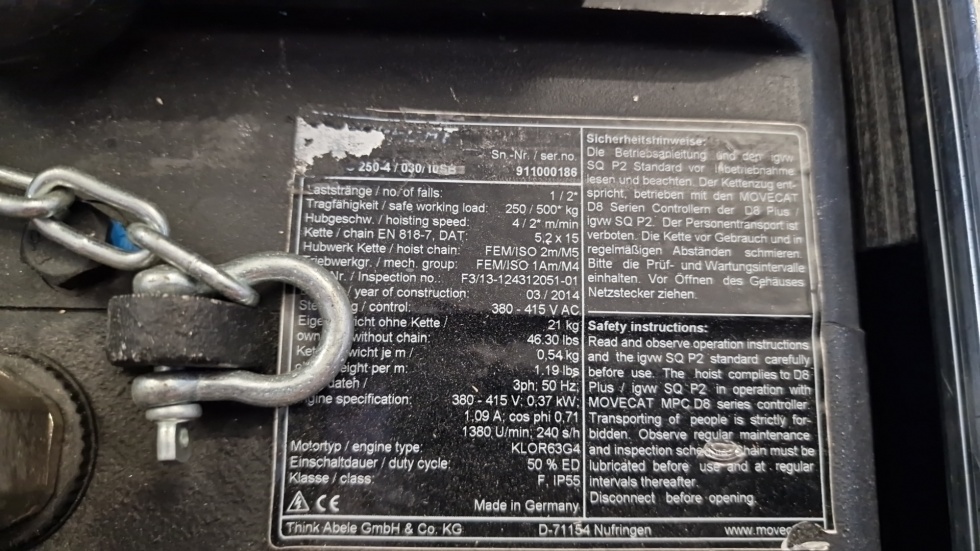 Sn.-Nr. / ser.no.
250-4 / 030/ 911000186
Laststränge / no. of falls: 1 / 2*
Tragfähigkeit / safe working load: 250 / 500* kg
Hubgeschw. / hoisting speed: 4 / 2* m/min
Kette / chain EN 818-7, DAT: 5,2 x 15
Hubwerk Kette / hoist chain: FEM/ISO 2m/M5
Triebwerkgr. / mech. group: FEM/ISO 1Am/M4
Nr. / Inspection no.: F3/13-124312051-01
/ year of construction: 03 / 2014
/ control: 380 - 415 V AC
ohne Kette / 21 kg
without chain: 46.30 lbs
je m / 0,54 kg
per m: 1.19 lbs
3ph; 50 Hz;
specification: 380 - 415 V; 0,37 kW;
1.09 A; cos phi 0,71
1380 U/min; 240 s/h
Motortyp / engine type: KLOR63G4
Einschaltdauer / duty cycle: 50 % ED
Klasse / class: F, IP55
CE Made in Germany
Sicherheitshinweise:
Die Betriebsanleitung und den igvw
SQ P2 Standard vor Inbetriebnahme
lesen und beachten. Der Kettenzug ent-
spricht, betrieben mit den MOVECAT
D8 Serien Controllern der D8 Plus /
igvw SQ P2. Der Personentransport ist
verboten. Die Kette vor Gebrauch und in
regelmäßigen Abständen schmieren.
Bitte die Prüf- und Wartungsintervalle
einhalten. Vor Öffnen des Gehäuses
Netzstecker ziehen.
Safety instructions:
Read and observe operation instructions
and the igvw SQ P2 standard carefully
before use. The hoist complies to D8
Plus / igvw SQ P2 in operation with
MOVECAT MPC D8 series controller.
Transporting of people is strictly for-
bidden. Observe regular maintenance
and inspection chain must be
lubricated before use and at regular
intervals thereafter.
Disconnect before opening.
Think Abele GmbH & Co. KG D-71154 Nufringen www.movec